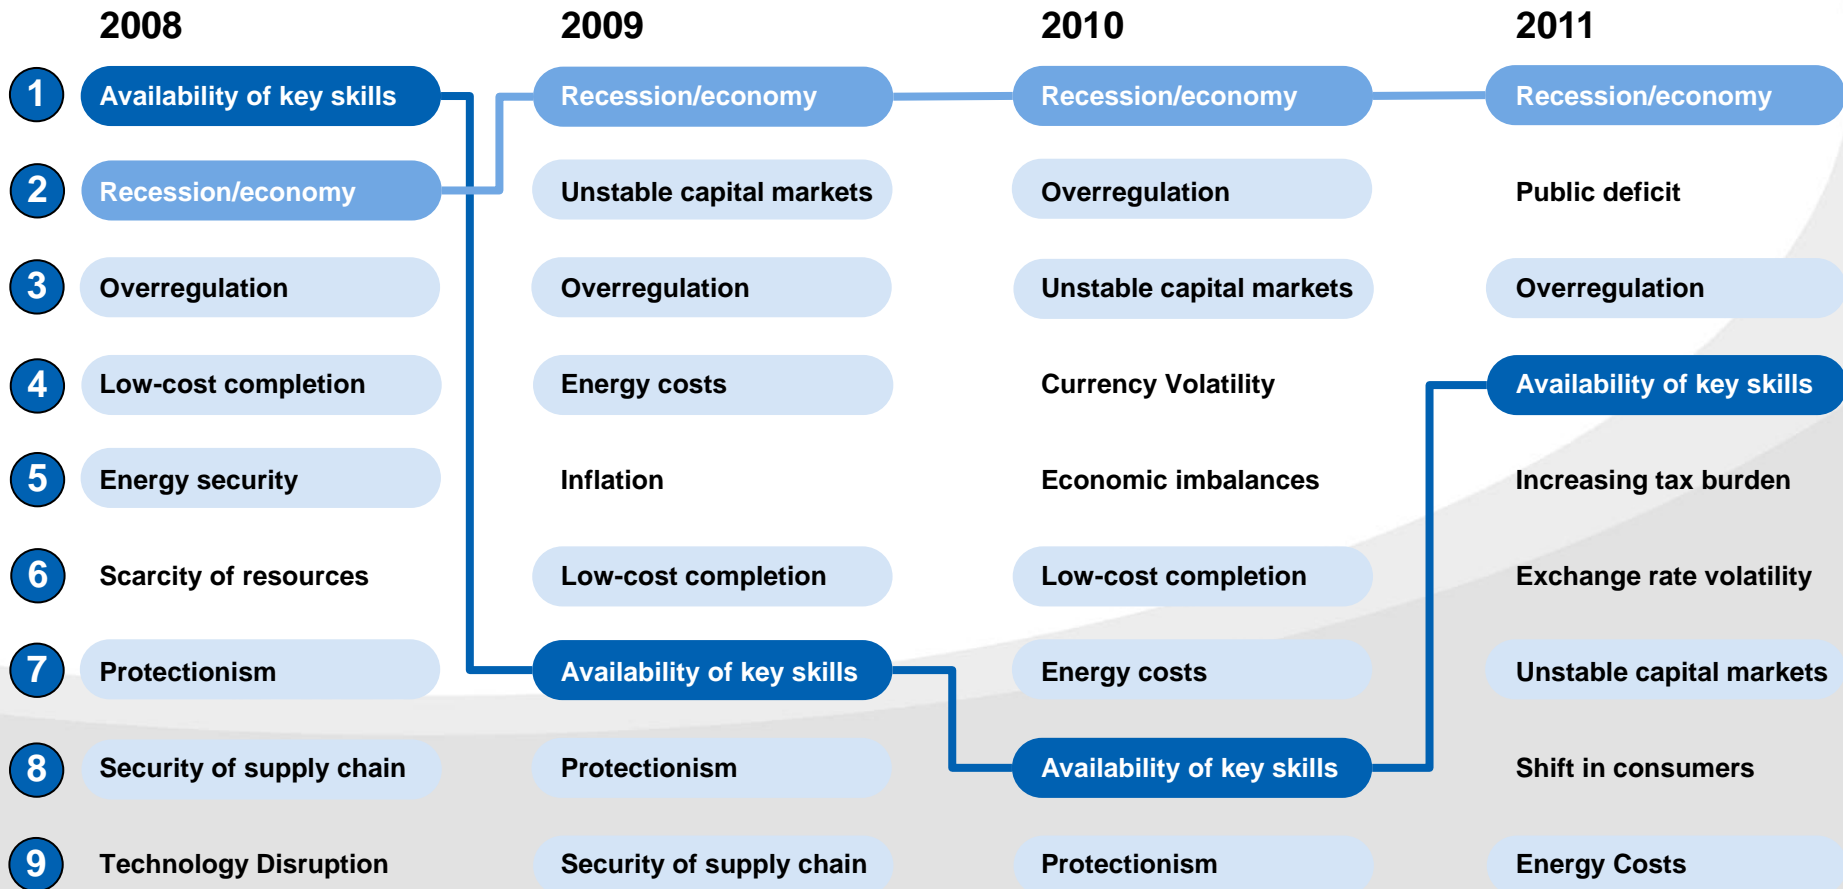 2008 2009 2010 2011
1 Availability of key skills Recession/economy Recession/economy Recession/economy
2 Recession/economy Unstable capital markets Overregulation Public deficit
3 Overregulation Overregulation Unstable capital markets Overregulation
4 Low-cost completion Energy costs Currency Volatility Availability of key skills
5 Energy security Inflation Economic imbalances Increasing tax burden
6 Scarcity of resources Low-cost completion Low-cost completion Exchange rate volatility
7 Protectionism Availability of key skills Energy costs Unstable capital markets
8 Security of supply chain Protectionism Availability of key skills Shift in consumers
9 Technology Disruption Security of supply chain Protectionism Energy Costs